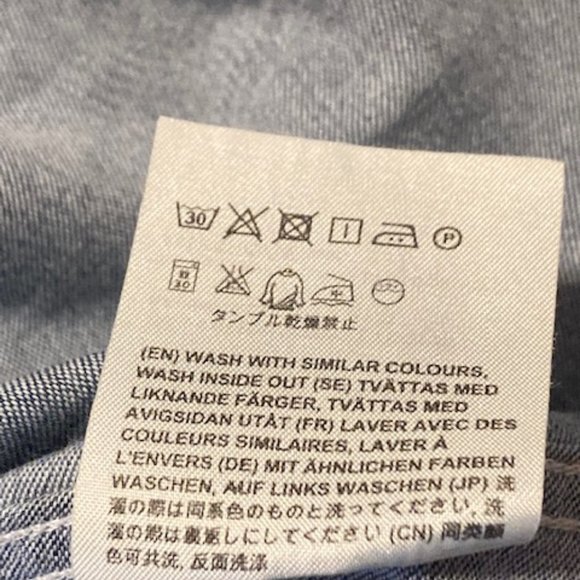 30 P
30 中
タンブル乾燥禁止
(EN) WASH WITH SIMILAR COLOURS,
WASH INSIDE OUT (SE) TVÄTTAS MED
LIKNANDE FÄRGER, TVÄTTAS MED
AVIGSIDAN UTÅT (FR) LAVER AVEC DES
COULEURS SIMILAIRES, LAVER À
L'ENVERS (DE) MIT ÄHNLICHEN FARBEN
WASCHEN, AUF LINKS WASCHEN (JP) 洗
濯の際は同系色のものと洗ってください, 洗
濯の際は裏返しにしてください (CN) 同类颜
色可共洗, 反面洗涤